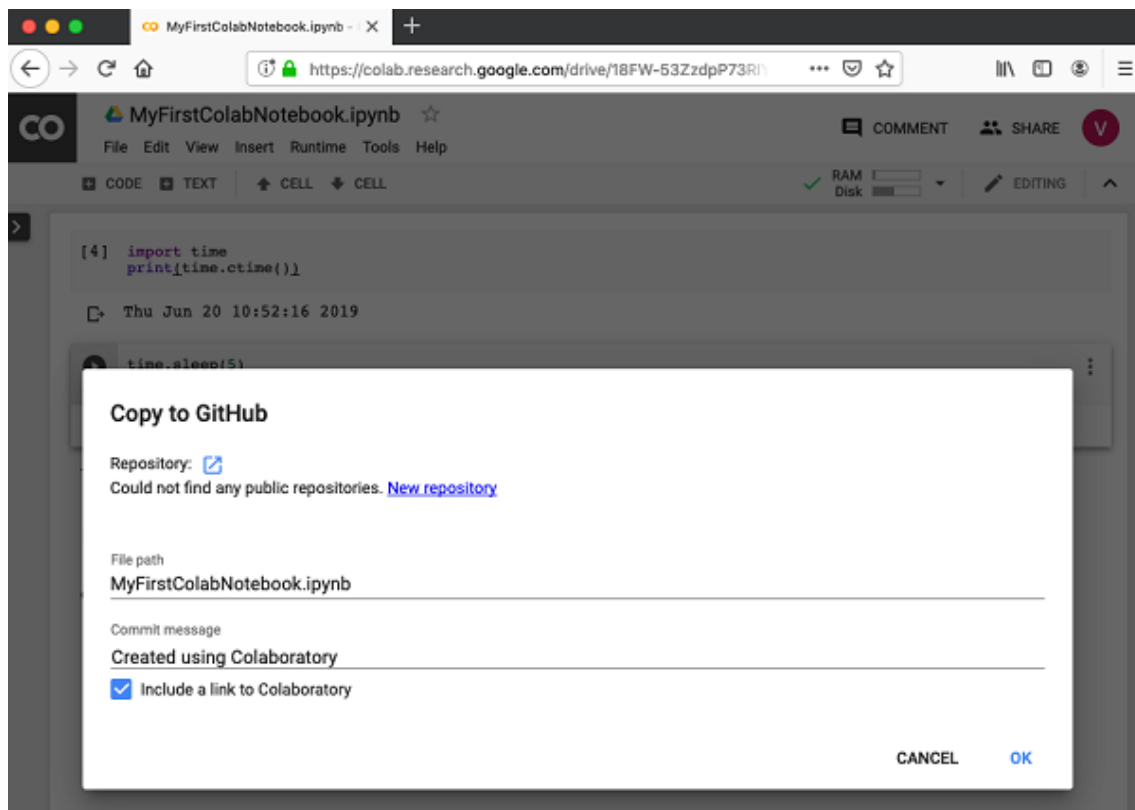 MyFirstColabNotebook.ipynb -
https://colab.research.google.com/drive/18FW-53ZzdpP73RIY
CO MyFirstColabNotebook.ipynb
COMMENT SHARE V
File Edit View Insert Runtime Tools Help
CODE TEXT CELL CELL RAM Disk EDITING
[4] import time
print(time.ctime())
Thu Jun 20 10:52:16 2019
time.sleep(5)
Copy to GitHub
Repository:
Could not find any public repositories. New repository
File path
MyFirstColabNotebook.ipynb
Commit message
Created using Colaboratory
Include a link to Colaboratory
CANCEL OK